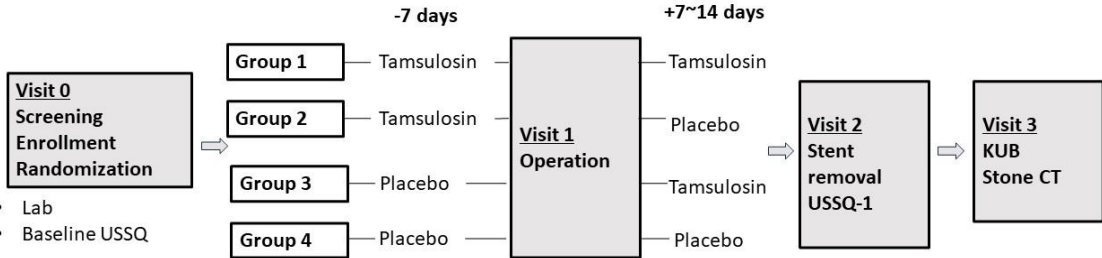 -7 days
+7~14 days
Visit 0
Screening
Enrollment
Randomization
• Lab
• Baseline USSQ
Group 1
Tamsulosin
Group 2
Tamsulosin
Group 3
Placebo
Group 4
Placebo
Visit 1
Operation
Tamsulosin
Placebo
Tamsulosin
Placebo
Visit 2
Stent
removal
USSQ-1
Visit 3
KUB
Stone CT